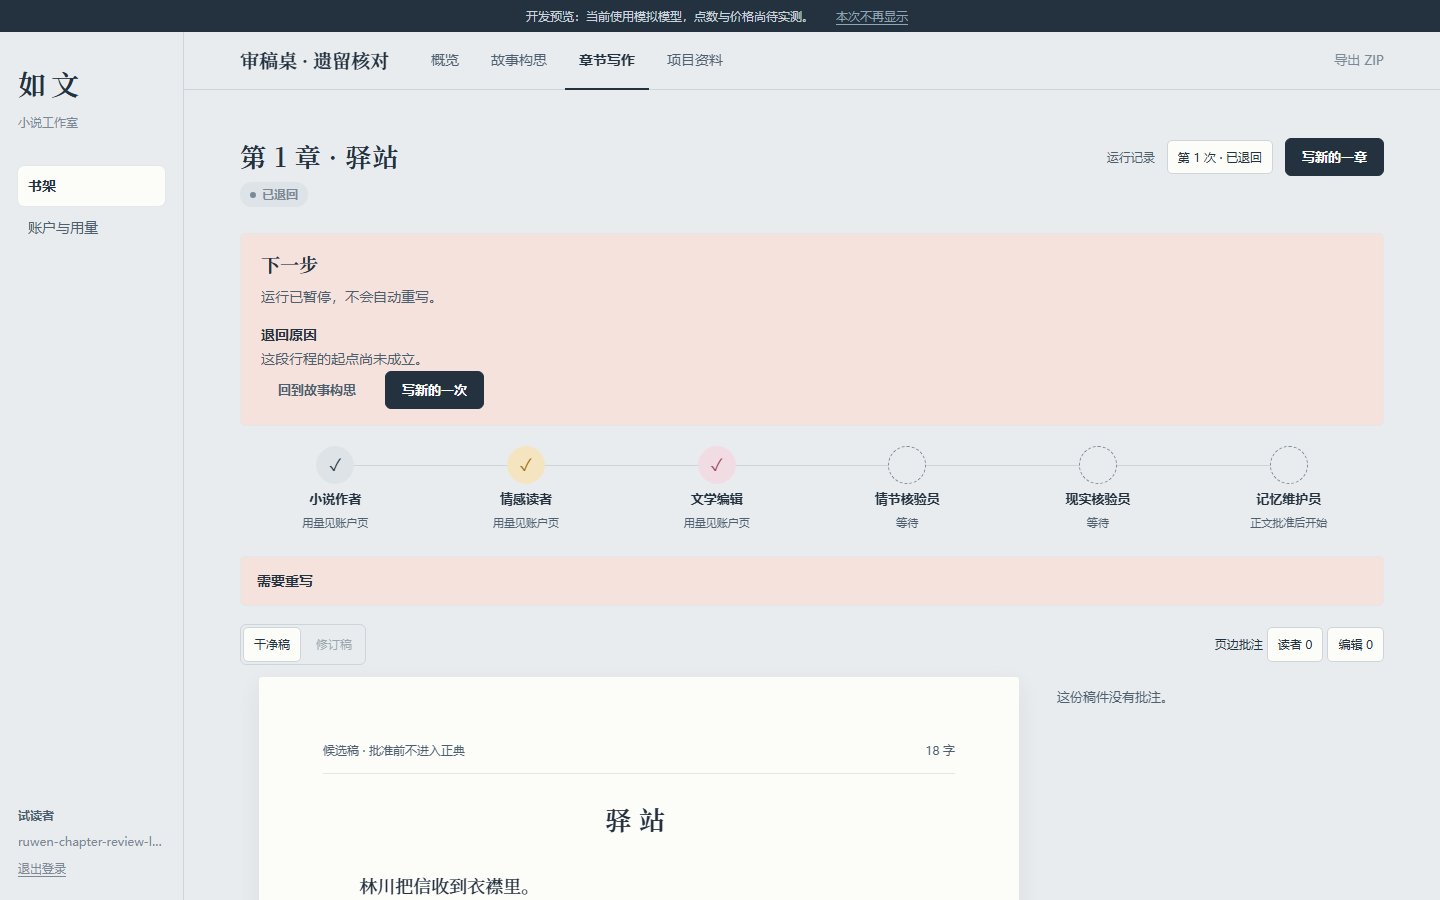 开发预览：当前使用模拟模型，点数与价格尚待实测。 本次不再显示
如文
小说工作室
书架
账户与用量
试读者
ruwen-chapter-review-l...
退出登录
审稿桌 · 遗留核对 概览 故事构思 章节写作 项目资料 导出 ZIP
第 1 章 · 驿站
已退回
运行记录 第 1 次 · 已退回 写新的一章
下一步
运行已暂停，不会自动重写。
退回原因
这段行程的起点尚未成立。
回到故事构思 写新的一次
小说作者 情感读者 文学编辑 情节核验员 现实核验员 记忆维护员
用量见账户页 用量见账户页 用量见账户页 等待 等待 正文批准后开始
需要重写
干净稿 修订稿 页边批注 读者 0 编辑 0
这份稿件没有批注。
候选稿 · 批准前不进入正典 18 字
驿站
林川把信收到衣襟里。